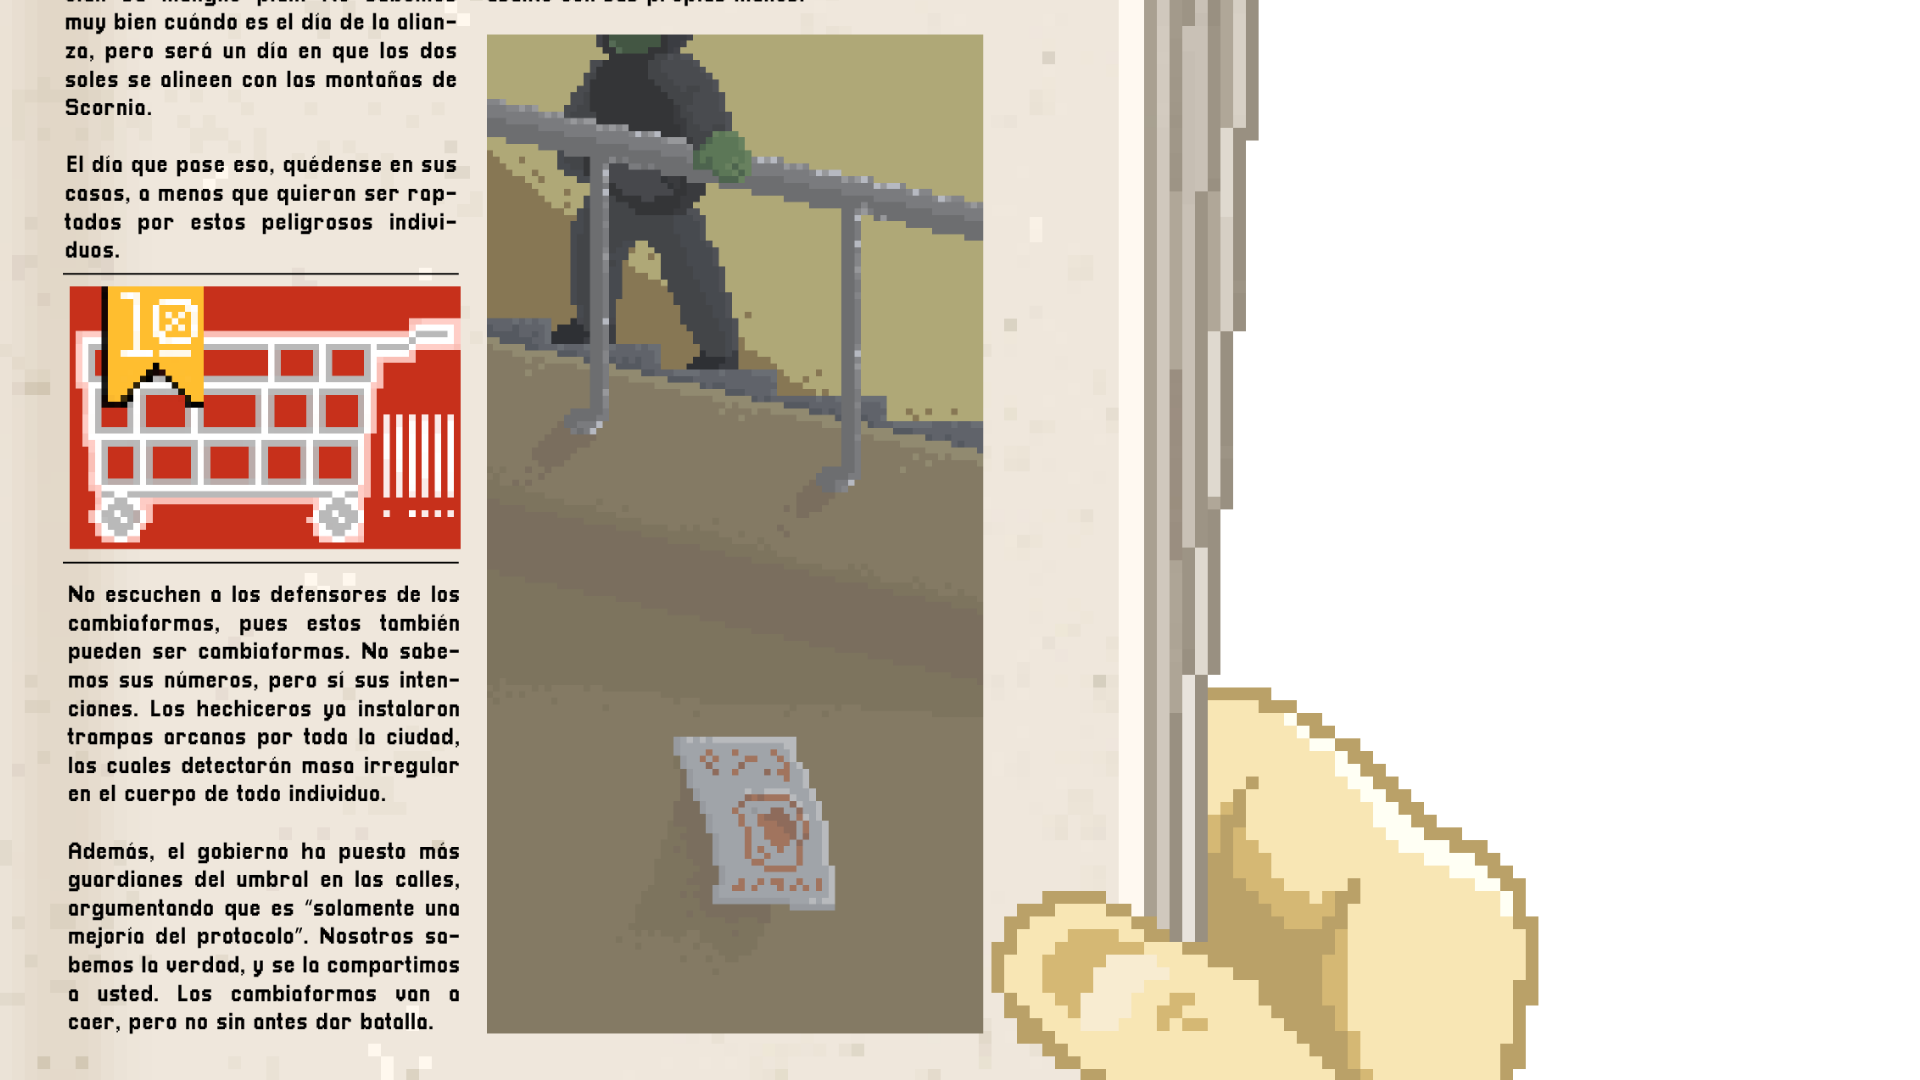 muy bien cuándo es el día de la alian-
za, pero será un día en que los dos
soles se alineen con las montañas de
Scornia.
El día que pase eso, quédense en sus
casas, a menos que quieran ser rap-
tados por estos peligrosos indivi-
duos.
10
No escuchen a los defensores de los
cambiaformas, pues estos también
pueden ser cambiaformas. No sabe-
mos sus números, pero sí sus inten-
ciones. Los hechiceros ya instalaron
trampas arcanas por toda la ciudad,
las cuales detectarán masa irregular
en el cuerpo de todo individuo.
Además, el gobierno ha puesto más
guardianes del umbral en las calles,
argumentando que es “solamente una
mejoría del protocolo”. Nosotros sa-
bemos la verdad, y se la compartimos
a usted. Los cambiaformas van a
caer, pero no sin antes dar batalla.